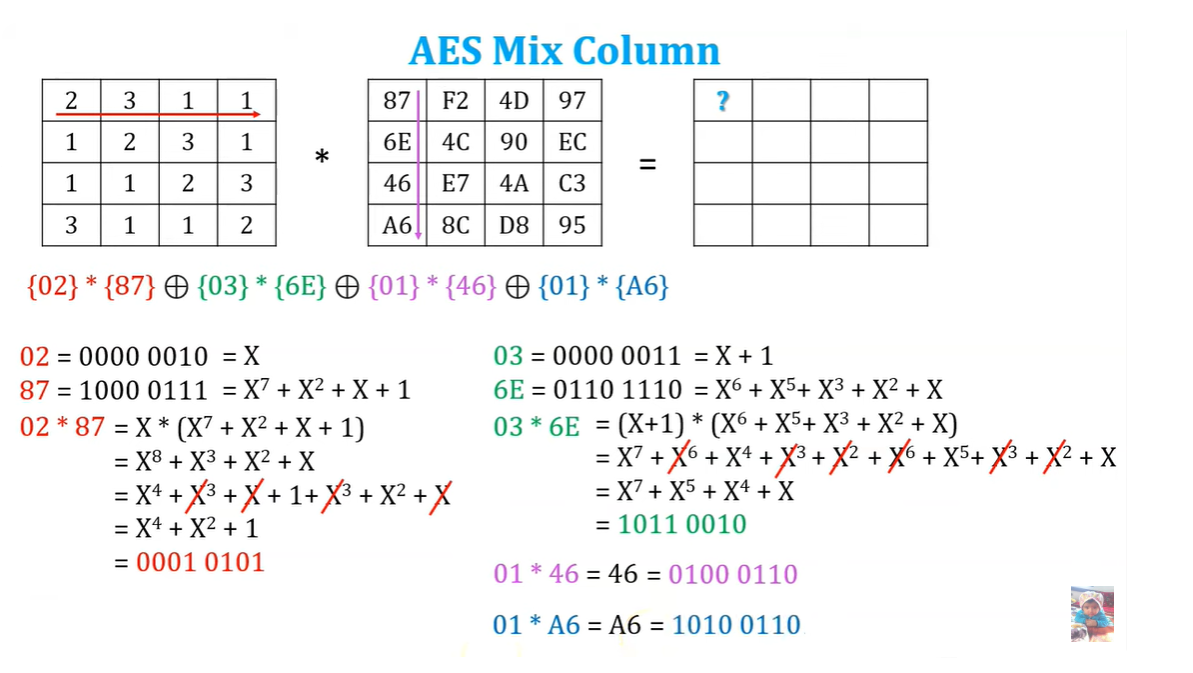 AES Mix Column
2 3 1 1 87 F2 4D 97 ?
1 2 3 1 6E 4C 90 EC
* =
1 1 2 3 46 E7 4A C3
3 1 1 2 A6 8C D8 95
{02} * {87} ⊕ {03} * {6E} ⊕ {01} * {46} ⊕ {01} * {A6}
02 = 0000 0010 = X
87 = 1000 0111 = X⁷ + X² + X + 1
02 * 87 = X * (X⁷ + X² + X + 1)
= X⁸ + X³ + X² + X
= X⁴ + X³ + X + 1+ X³ + X² + X
= X⁴ + X² + 1
= 0001 0101
03 = 0000 0011 = X + 1
6E = 0110 1110 = X⁶ + X⁵+ X³ + X² + X
03 * 6E = (X+1) * (X⁶ + X⁵+ X³ + X² + X)
= X⁷ + X⁶ + X⁴ + X³ + X² + X⁶ + X⁵+ X³ + X² + X
= X⁷ + X⁵ + X⁴ + X
= 1011 0010
01 * 46 = 46 = 0100 0110
01 * A6 = A6 = 1010 0110